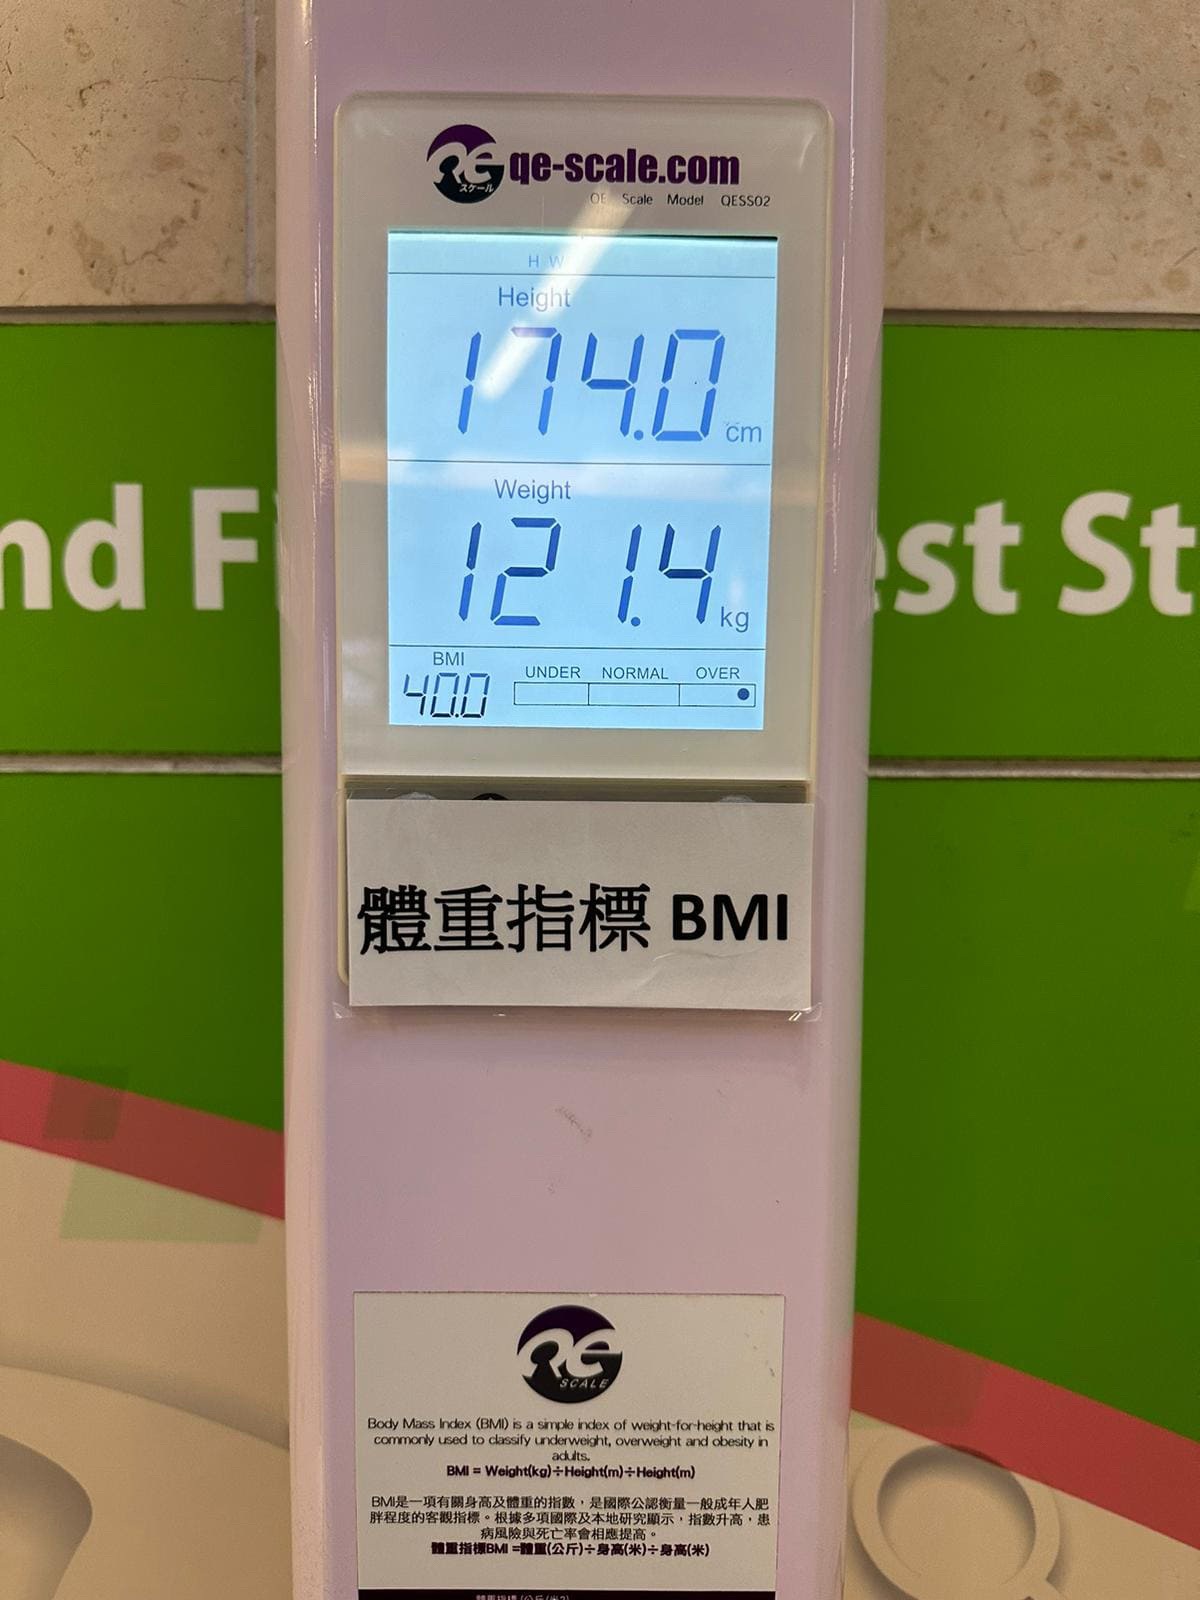 QE スケール qe-scale.com
QE Scale Model QESS02
H W
Height
174.0 cm
Weight
121.4 kg
BMI
UNDER NORMAL OVER
40.0
nd Fi
est St
體重指標 BMI
QE
SCALE
Body Mass Index (BMI) is a simple index of weight-for-height that is
commonly used to classify underweight, overweight and obesity in
adults.
BMI = Weight(kg)÷Height(m)÷Height(m)
BMI是一項有關身高及體重的指數，是國際公認衡量一般成年人肥
胖程度的客觀指標。根據多項國際及本地研究顯示，指數升高，患
病風險與死亡率會相應提高。
體重指標BMI =體重(公斤)÷身高(米)÷身高(米)